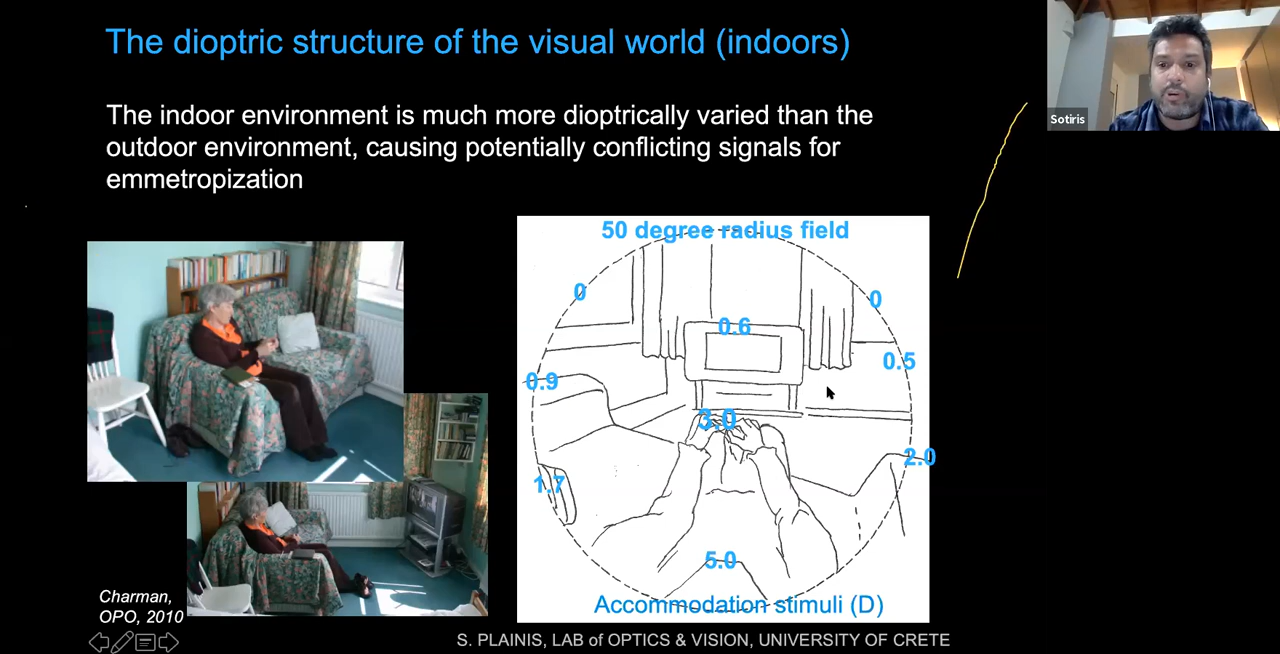 The dioptric structure of the visual world (indoors)
Sotiris
The indoor environment is much more dioptrically varied than the
outdoor environment, causing potentially conflicting signals for
emmetropization
50 degree radius field
0
0
0.6
0.5
0.9
3.0
2.0
1.7
5.0
Accommodation stimuli (D)
Charman,
OPO, 2010
S. PLAINIS, LAB of OPTICS & VISION, UNIVERSITY OF CRETE